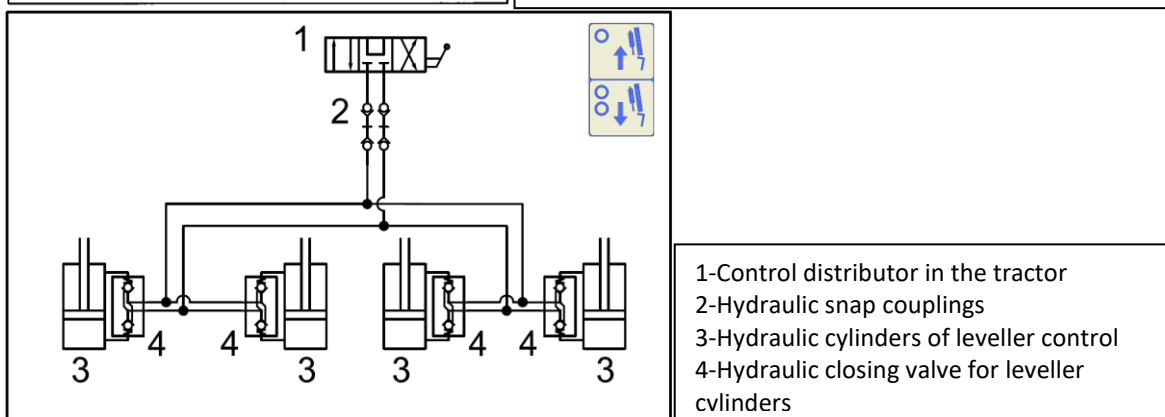 1
2
3
4
4
3
3
4
4
3
1-Control distributor in the tractor
2-Hydraulic snap couplings
3-Hydraulic cylinders of leveller control
4-Hydraulic closing valve for leveller
cylinders